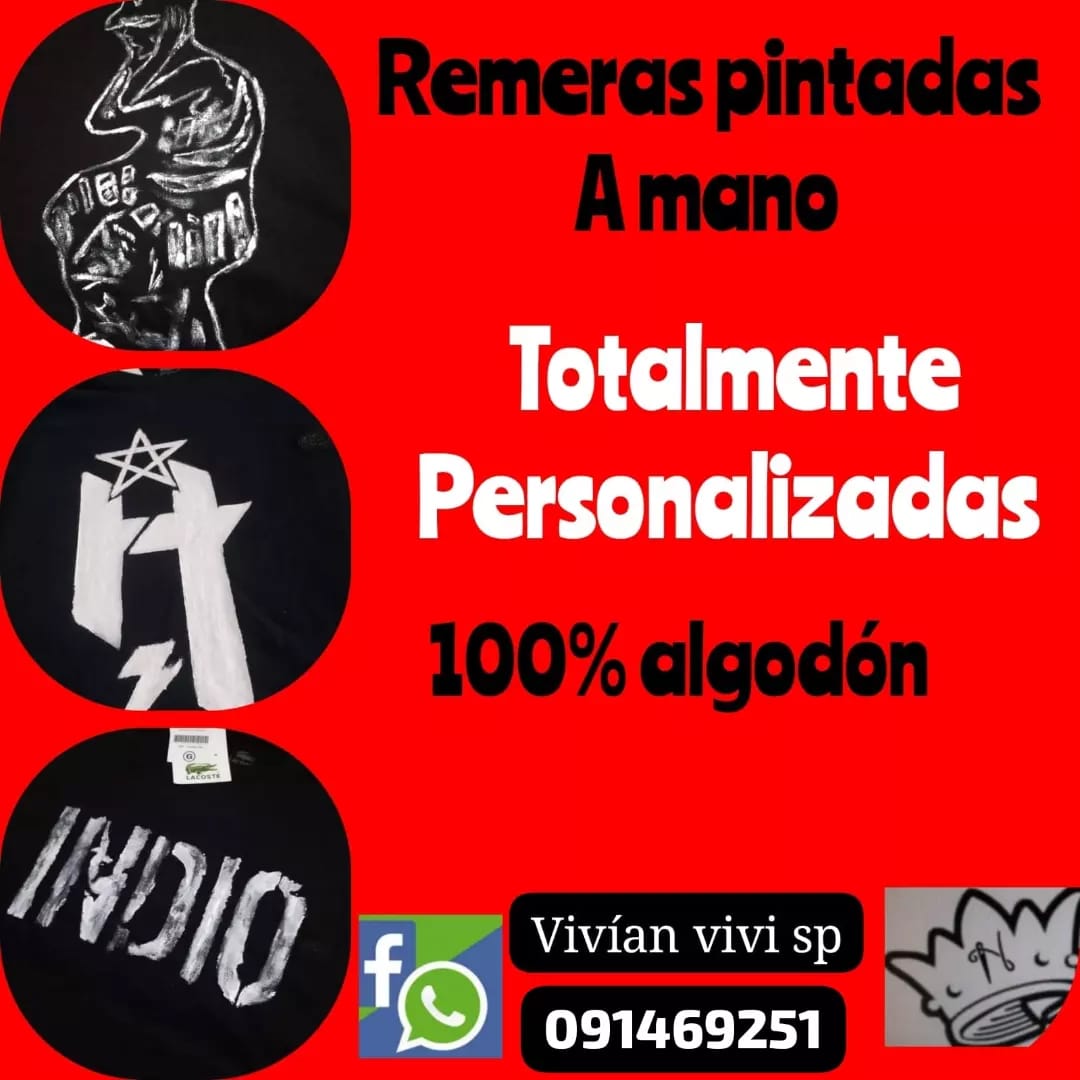 Remeras pintadas
A mano
Totalmente
Personalizadas
100% algodón
G
LACOSTE
INDIO
f
Vivían vivi sp
091469251
N